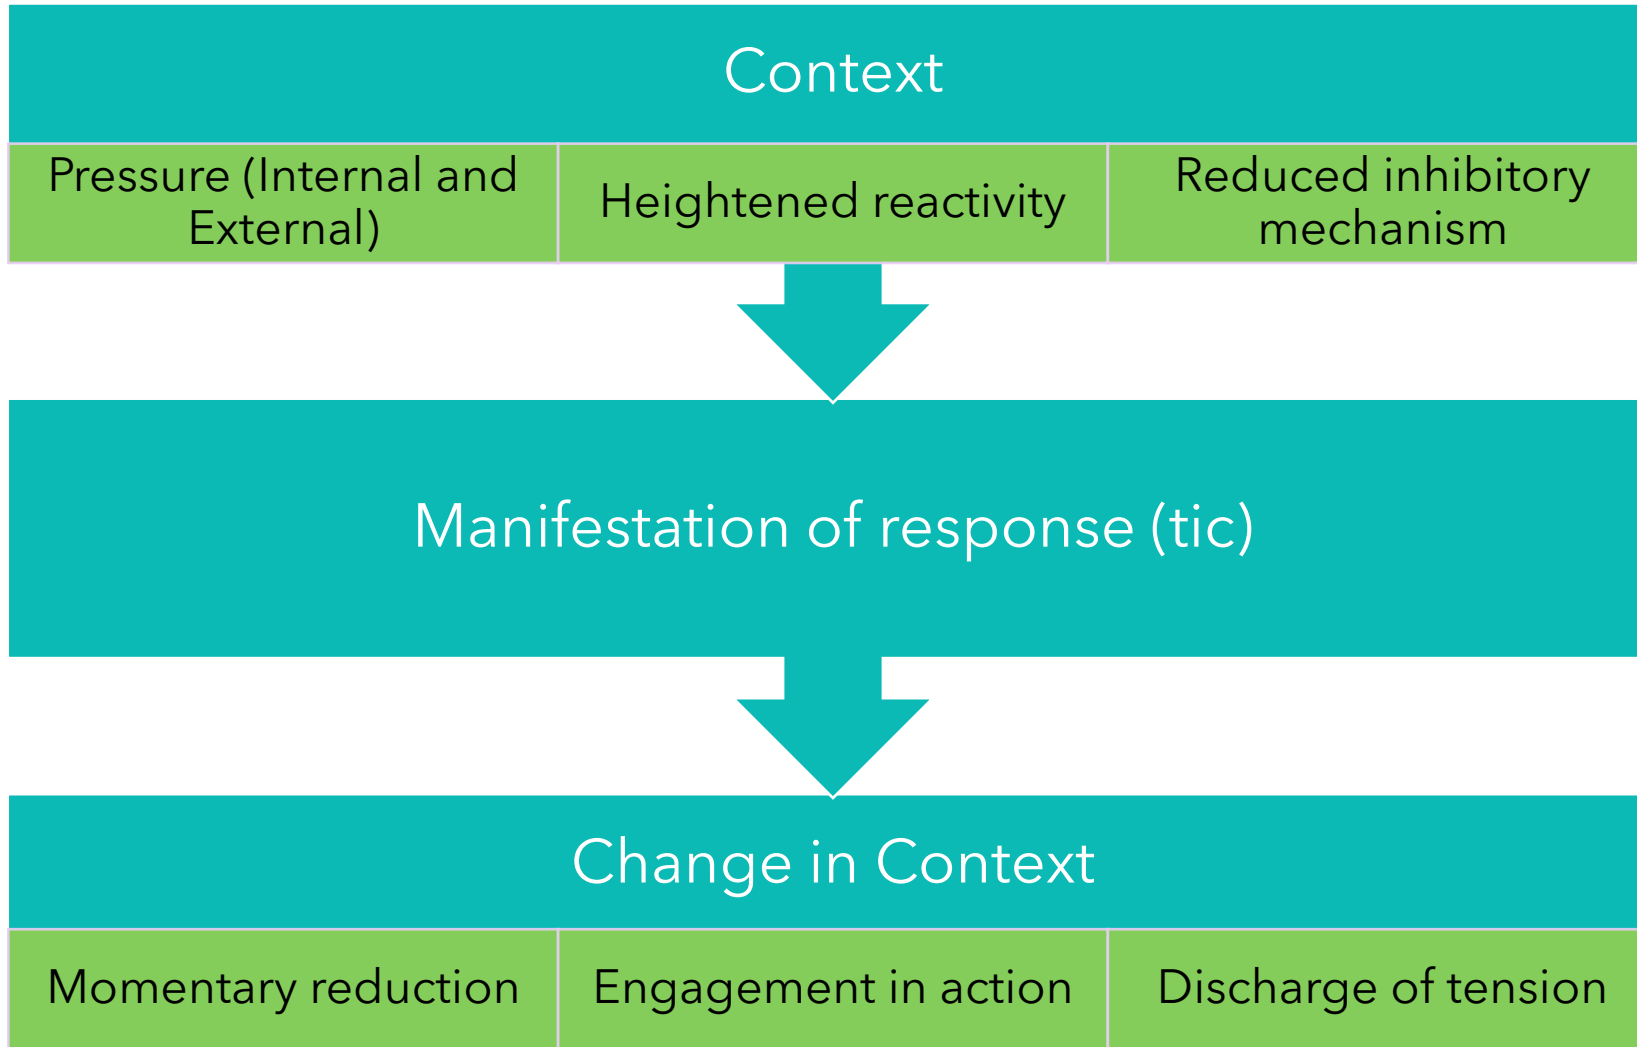 Context
Pressure (Internal and
External)
Heightened reactivity
Reduced inhibitory
mechanism
Manifestation of response (tic)
Change in Context
Momentary reduction
Engagement in action
Discharge of tension